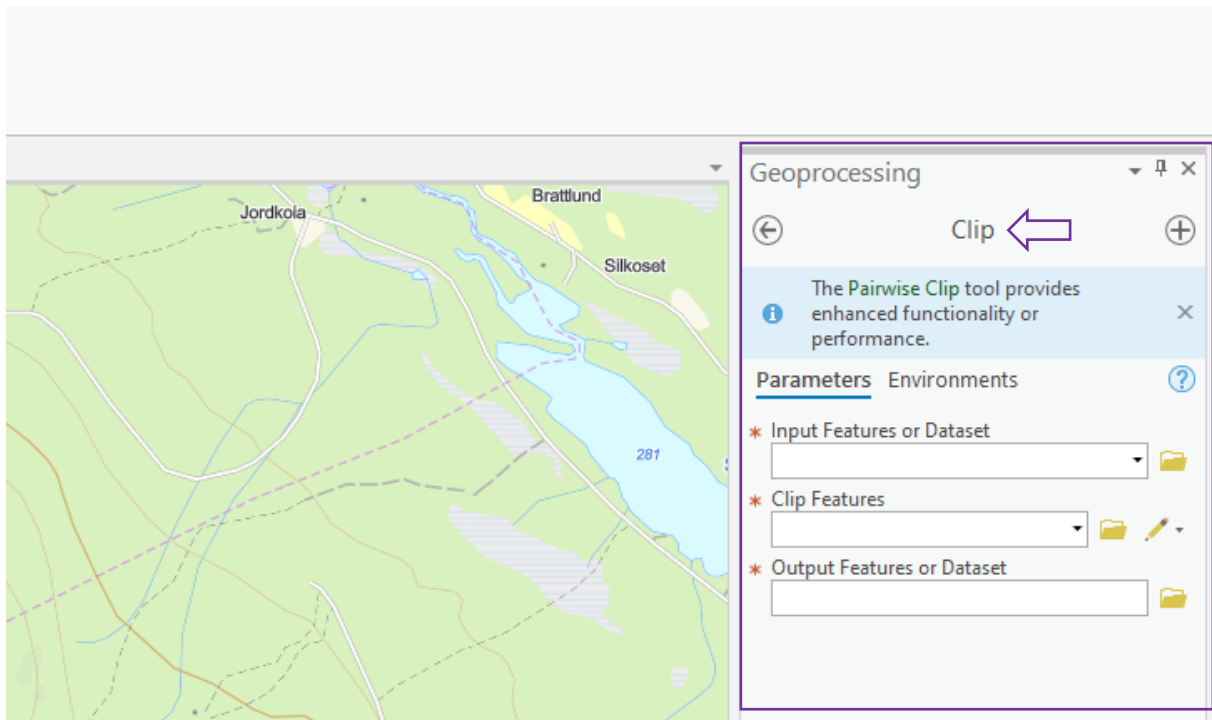 Brattlund
Jordkola
Silkoset
281
Geoprocessing
Clip
The Pairwise Clip tool provides
enhanced functionality or
performance.
Parameters Environments
* Input Features or Dataset
* Clip Features
* Output Features or Dataset